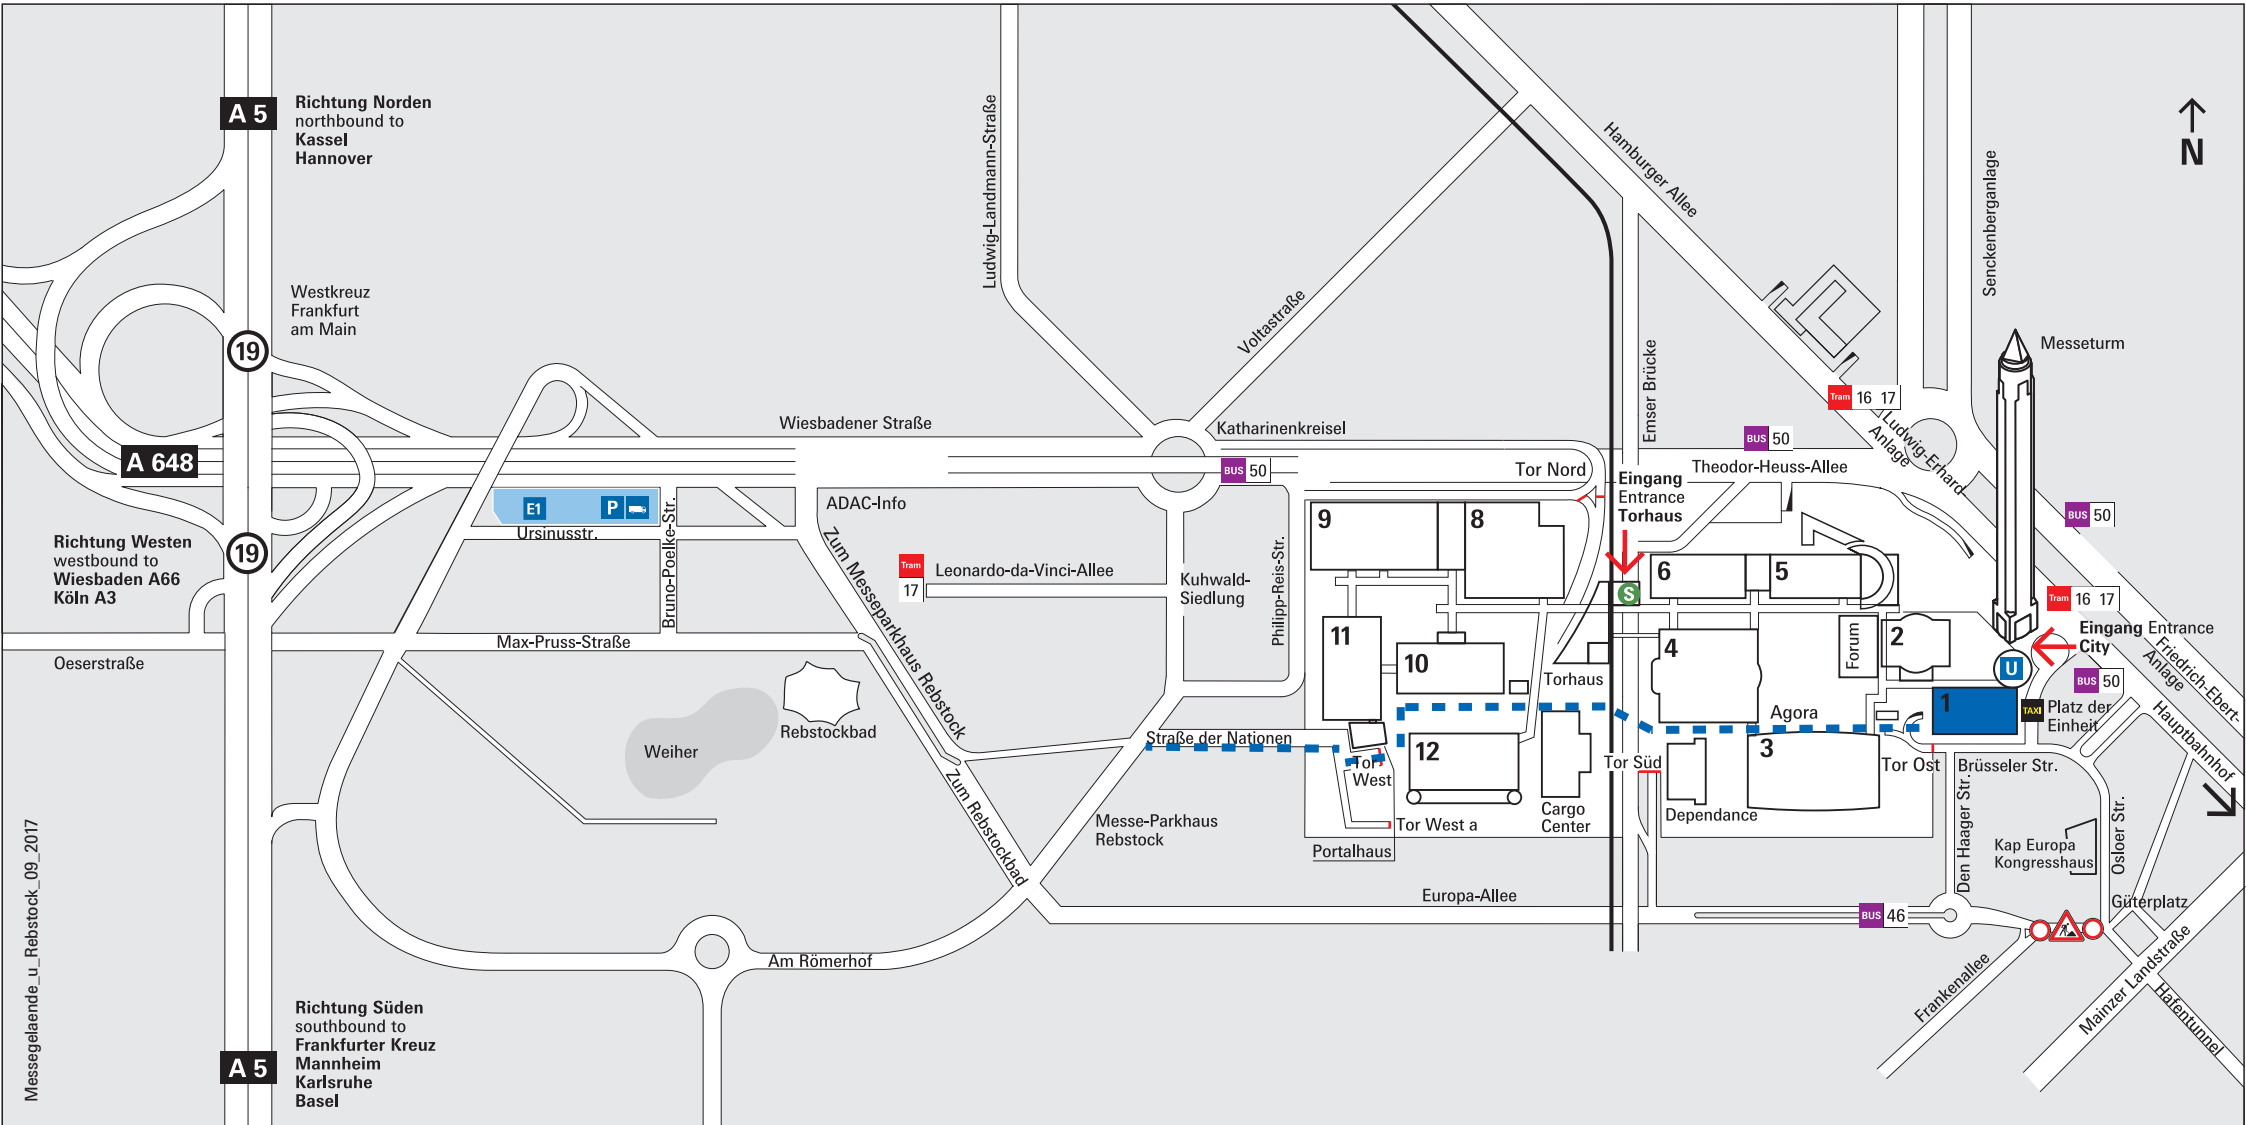 A 5
Richtung Norden
northbound to
Kassel
Hannover
N
Ludwig-Landmann-Straße
Hamburger Allee
Senckenberganlage
Westkreuz
Frankfurt
am Main
19
Voltastraße
Emser Brücke
Messeturm
Tram 16 17
Wiesbadener Straße
Katharinenkreisel
Ludwig-Erhard
Anlage
BUS 50
A 648
BUS 50
Tor Nord
Theodor-Heuss-Allee
Eingang
Entrance
Torhaus
E1
P
Ursinusstr.
Bruno-Poelke-Str.
ADAC-Info
Zum Messeparkhaus Rebstock
9
8
BUS 50
Richtung Westen
westbound to
Wiesbaden A66
Köln A3
19
Tram
17
Leonardo-da-Vinci-Allee
Kuhwald-
Siedlung
Philipp-Reis-Str.
6
5
S
Tram 16 17
Eingang Entrance
City
Friedrich-Ebert-
Anlage
Oeserstraße
Max-Pruss-Straße
11
10
4
Forum
2
U
BUS 50
Torhaus
Weiher
Rebstockbad
Straße der Nationen
Agora
1
TAXI
Platz der
Einheit
Hauptbahnhof
12
Tor
West
Tor Süd
3
Tor Ost
Brüsseler Str.
Zum Rebstockbad
Messe-Parkhaus
Rebstock
Tor West a
Portalhaus
Cargo
Center
Dependance
Den Haager Str.
Kap Europa
Kongresshaus
Osloer Str.
Europa-Allee
BUS 46
Güterplatz
Am Römerhof
Frankenallee
Mainzer Landstraße
Hafentunnel
Richtung Süden
southbound to
Frankfurter Kreuz
Mannheim
Karlsruhe
Basel
A 5
Messegelaende_u_Rebstock_09_2017